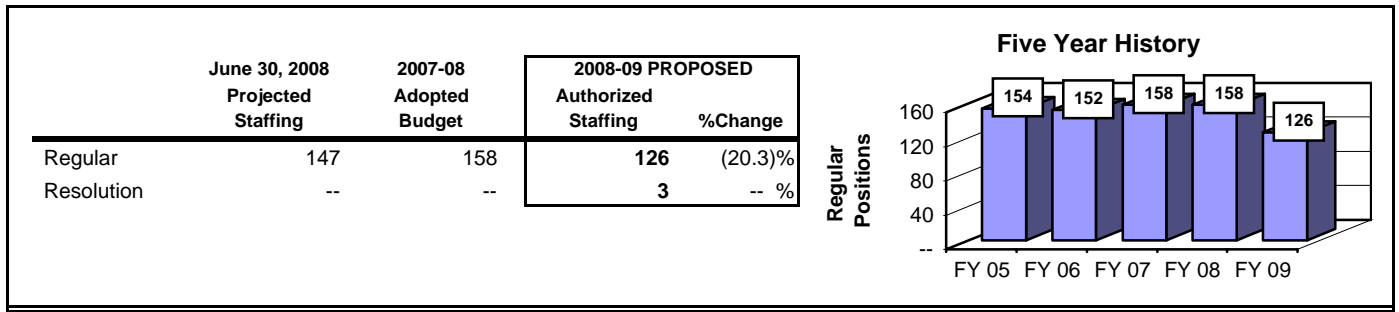 June 30, 2008 2007-08 2008-09 PROPOSED
Projected Adopted Authorized
Staffing Budget Staffing %Change
Regular 147 158 126 (20.3)%
Resolution -- -- 3 -- %
Five Year History
Regular
Positions
160
120
80
40
--
154 152 158 158 126
FY 05 FY 06 FY 07 FY 08 FY 09